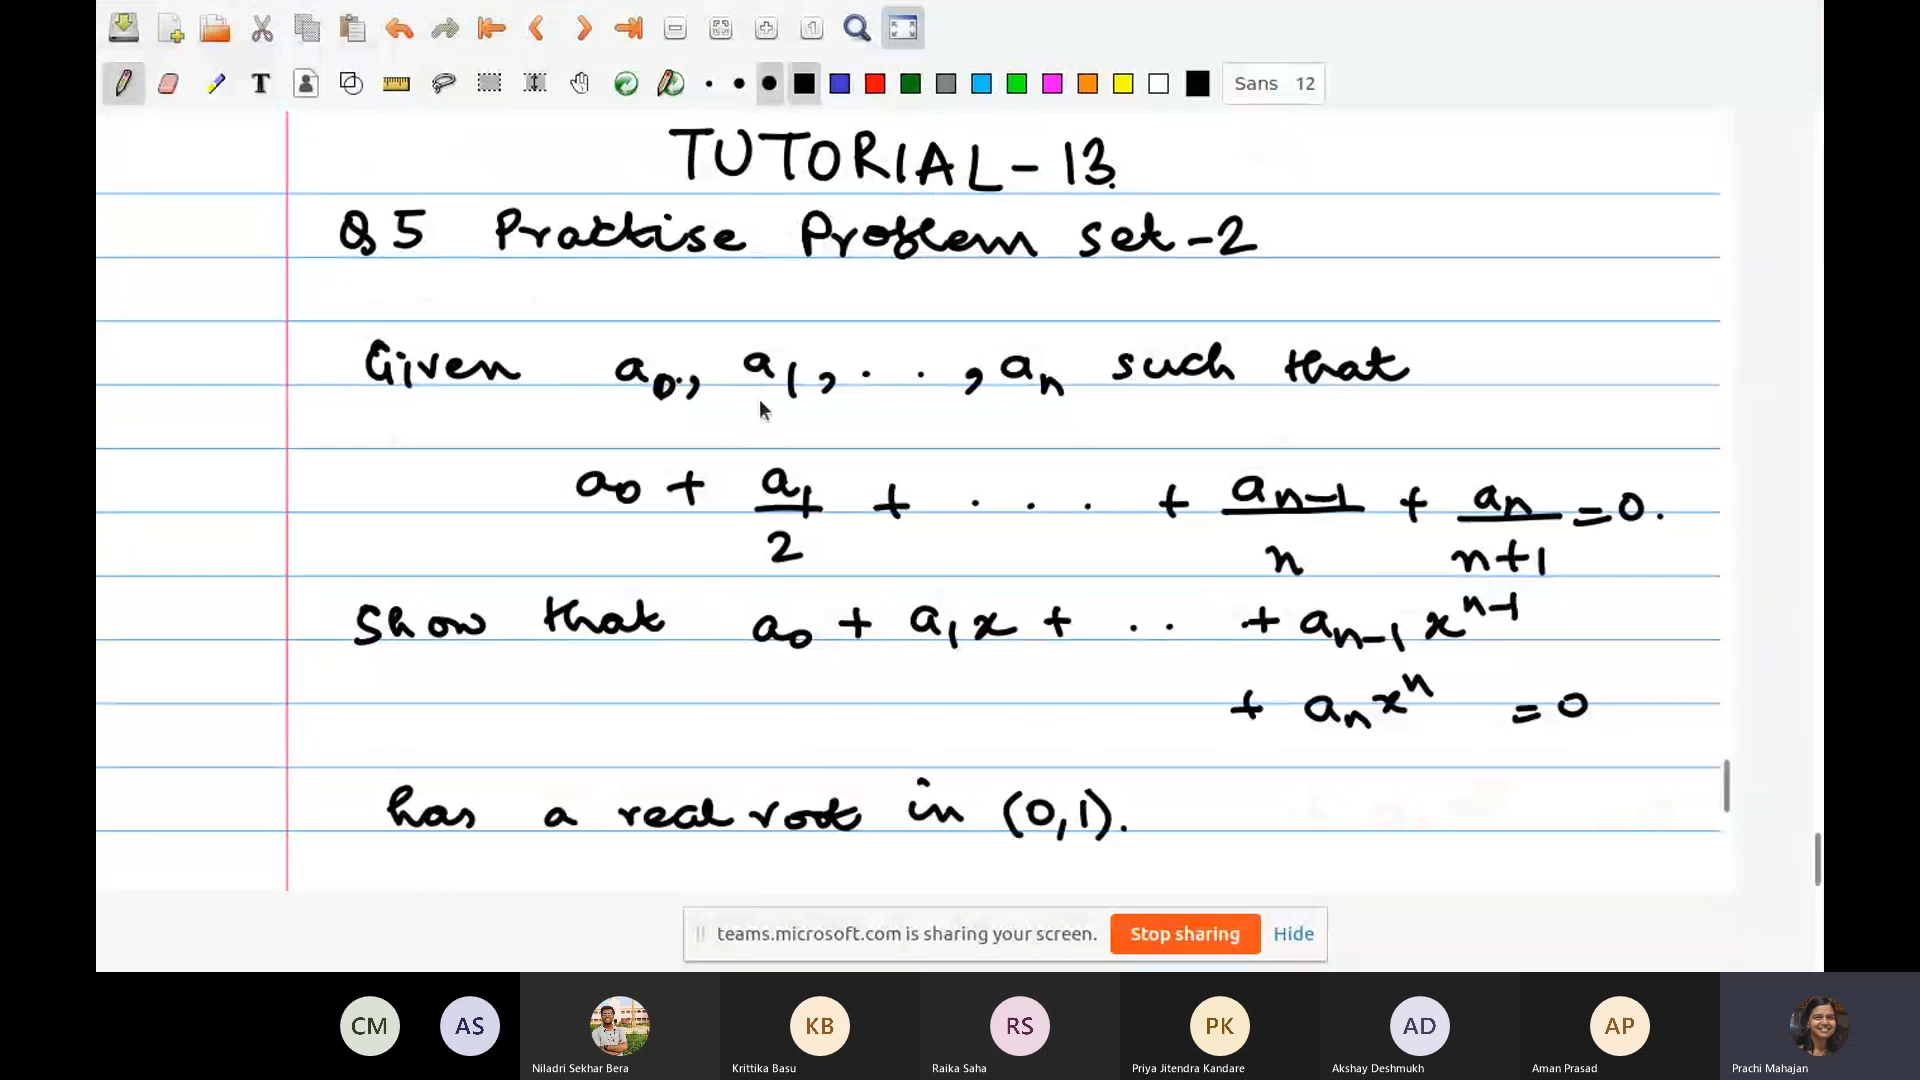 Sans 12
TUTORIAL-13.
Q5 Practise Problem set-2
Given a0, a1, . . , an such that
a0 + a1/2 + . . . + an-1/n + an/n+1 = 0.
Show that a0 + a1x + .. + an-1 x^n-1
+ an x^n = 0
has a real root in (0,1).
teams.microsoft.com is sharing your screen. Stop sharing Hide
CM AS KB RS PK AD AP
Niladri Sekhar Bera Krittika Basu Raika Saha Priya Jitendra Kandare Akshay Deshmukh Aman Prasad Prachi Mahajan